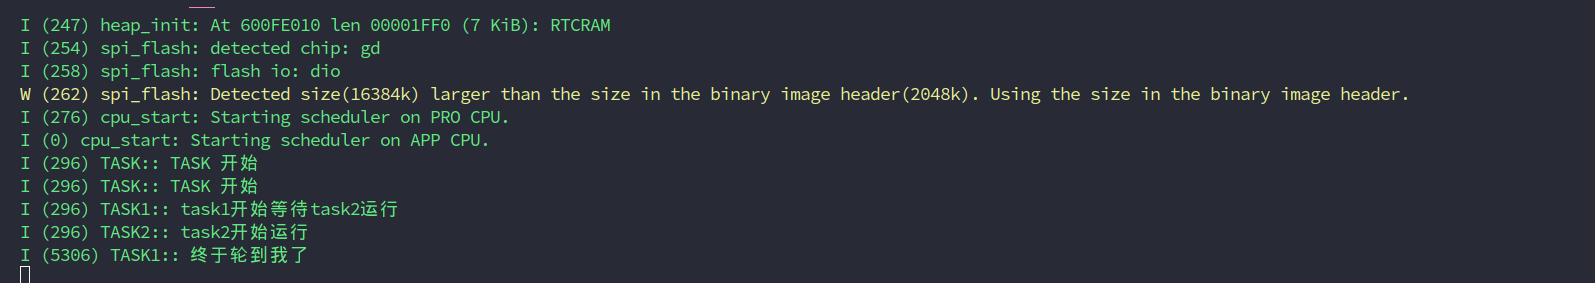 I (247) heap_init: At 600FE010 len 00001FF0 (7 KiB): RTCRAM
I (254) spi_flash: detected chip: gd
I (258) spi_flash: flash io: dio
W (262) spi_flash: Detected size(16384k) larger than the size in the binary image header(2048k). Using the size in the binary image header.
I (276) cpu_start: Starting scheduler on PRO CPU.
I (0) cpu_start: Starting scheduler on APP CPU.
I (296) TASK:: TASK 开始
I (296) TASK:: TASK 开始
I (296) TASK1:: task1开始等待task2运行
I (296) TASK2:: task2开始运行
I (5306) TASK1:: 终于轮到我了